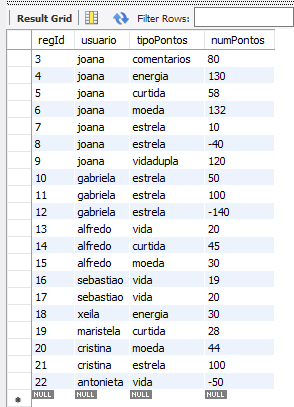 Result Grid Filter Rows:
regId usuario tipoPontos numPontos
3 joana comentarios 80
4 joana energia 130
5 joana curtida 58
6 joana moeda 132
7 joana estrela 10
8 joana estrela -40
9 joana vidadupla 120
10 gabriela estrela 50
11 gabriela estrela 100
12 gabriela estrela -140
13 alfredo vida 20
14 alfredo curtida 45
15 alfredo moeda 30
16 sebastiao vida 19
17 sebastiao vida 20
18 xeila energia 30
19 maristela curtida 28
20 cristina moeda 44
21 cristina estrela 100
22 antonieta vida -50
NULL NULL NULL NULL